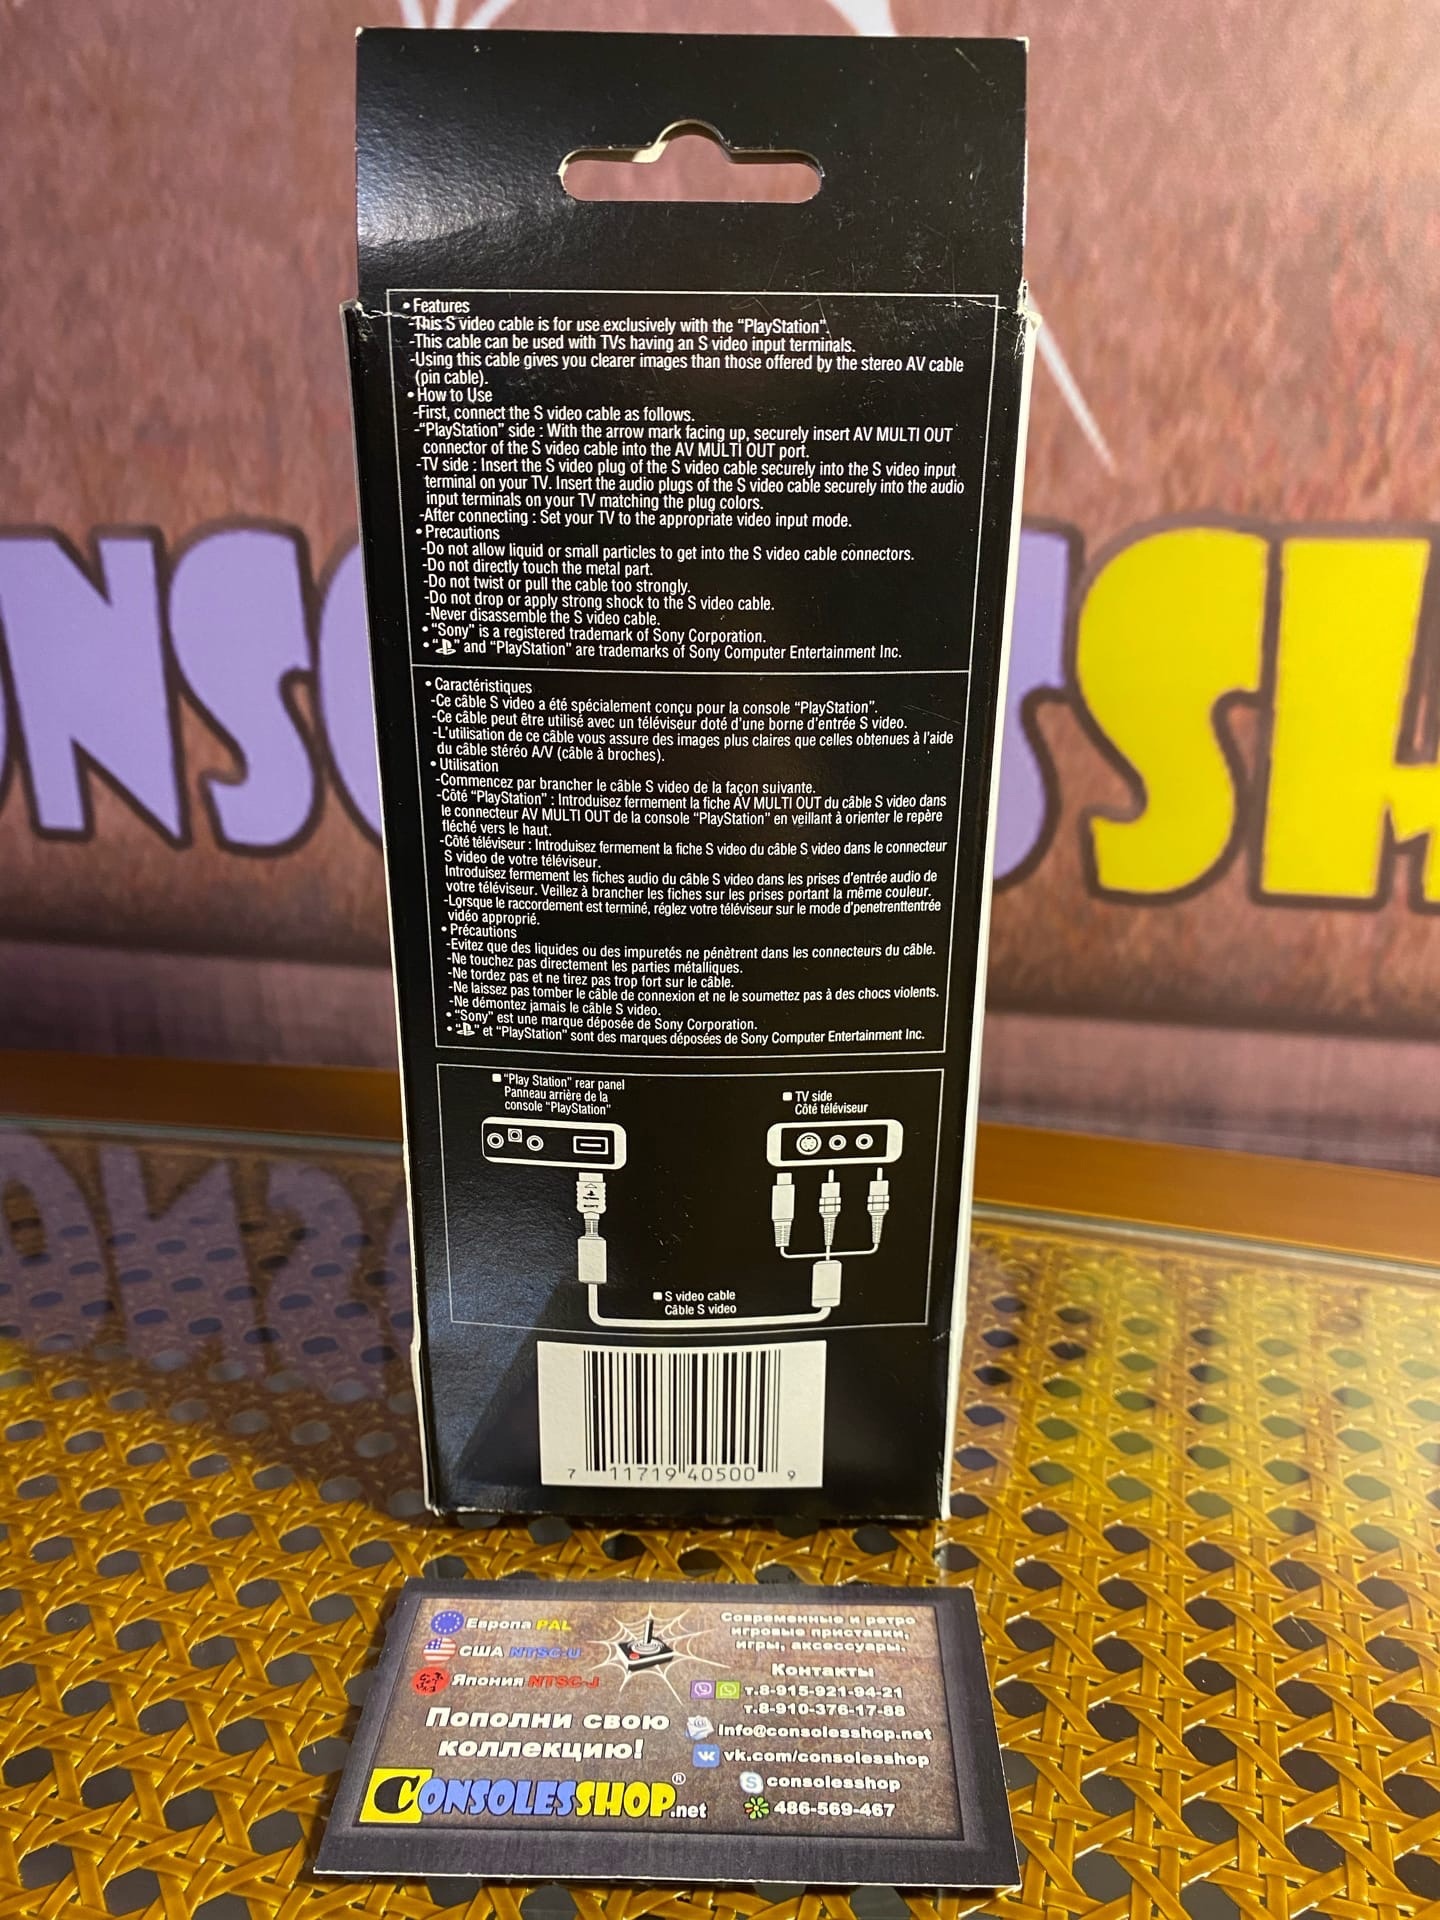 • Features
-This S video cable is for use exclusively with the “PlayStation”.
-This cable can be used with TVs having an S video input terminals.
-Using this cable gives you clearer images than those offered by the stereo AV cable
(pin cable).
• How to Use
-First, connect the S video cable as follows.
-“PlayStation” side : With the arrow mark facing up, securely insert AV MULTI OUT
connector of the S video cable into the AV MULTI OUT port.
-TV side : Insert the S video plug of the S video cable securely into the S video input
terminal on your TV. Insert the audio plugs of the S video cable securely into the audio
input terminals on your TV matching the plug colors.
-After connecting : Set your TV to the appropriate video input mode.
• Precautions
-Do not allow liquid or small particles to get into the S video cable connectors.
-Do not directly touch the metal part.
-Do not twist or pull the cable too strongly.
-Do not drop or apply strong shock to the S video cable.
-Never disassemble the S video cable.
• “Sony” is a registered trademark of Sony Corporation.
• “PS” and “PlayStation” are trademarks of Sony Computer Entertainment Inc.
• Caractéristiques
-Ce câble S video a été spécialement conçu pour la console “PlayStation”.
-Ce câble peut être utilisé avec un téléviseur doté d’une borne d’entrée S video.
-L’utilisation de ce câble vous assure des images plus claires que celles obtenues à l’aide
du câble stéréo A/V (câble à broches).
• Utilisation
-Commencez par brancher le câble S video de la façon suivante.
-Côté “PlayStation” : Introduisez fermement la fiche AV MULTI OUT du câble S video dans
le connecteur AV MULTI OUT de la console “PlayStation” en veillant à orienter le repère
fléché vers le haut.
-Côté téléviseur : Introduisez fermement la fiche S video du câble S video dans le connecteur
S video de votre téléviseur.
Introduisez fermement les fiches audio du câble S video dans les prises d’entrée audio de
votre téléviseur. Veillez à brancher les fiches sur les prises portant la même couleur.
-Lorsque le raccordement est terminé, réglez votre téléviseur sur le mode d’penetrenttentrée
vidéo approprié.
• Précautions
-Evitez que des liquides ou des impuretés ne pénètrent dans les connecteurs du câble.
-Ne touchez pas directement les parties métalliques.
-Ne tordez pas et ne tirez pas trop fort sur le câble.
-Ne laissez pas tomber le câble de connexion et ne le soumettez pas à des chocs violents.
-Ne démontez jamais le câble S video.
• “Sony” est une marque déposée de Sony Corporation.
• “PS” et “PlayStation” sont des marques déposées de Sony Computer Entertainment Inc.
“Play Station” rear panel
Panneau arrière de la
console “PlayStation”
TV side
Côté téléviseur
S video cable
Câble S video
7 11719 40500 9
CONSOLESSH
Европа PAL
США NTSC-U
Япония NTSC-J
Пополни свою
коллекцию!
CONSOLESSHOP®.net
Современные и ретро
игровые приставки,
игры, аксессуары.
Контакты
т.8-915-921-94-21
т.8-910-376-17-88
info@consolesshop.net
vk.com/consolesshop
consolesshop
486-569-467